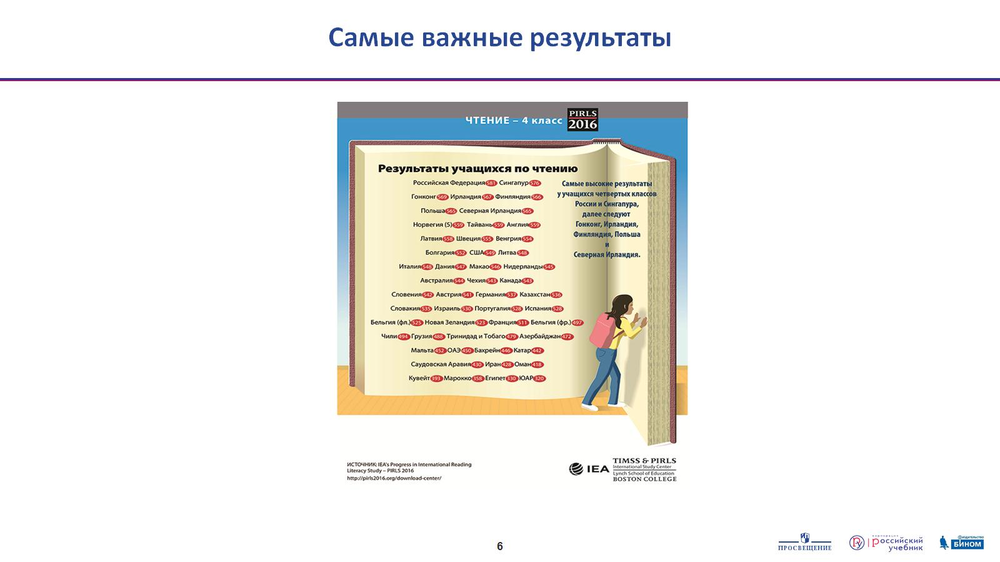 Самые важные результаты
ЧТЕНИЕ – 4 класс PIRLS 2016
Результаты учащихся по чтению
Российская Федерация 581 Сингапур 576
Гонконг 569 Ирландия 567 Финляндия 566
Польша 565 Северная Ирландия 565
Норвегия (5) 559 Тайвань 559 Англия 559
Латвия 558 Швеция 555 Венгрия 554
Болгария 552 США 549 Литва 548
Италия 548 Дания 547 Макао 546 Нидерланды 545
Австралия 544 Чехия 543 Канада 543
Словения 542 Австрия 541 Германия 537 Казахстан 536
Словакия 535 Израиль 530 Португалия 528 Испания 528
Бельгия (фл.) 525 Новая Зеландия 523 Франция 511 Бельгия (фр.) 497
Чили 494 Грузия 488 Тринидад и Тобаго 479 Азербайджан 472
Мальта 452 ОАЭ 450 Бахрейн 446 Катар 442
Саудовская Аравия 430 Иран 428 Оман 418
Кувейт 393 Марокко 358 Египет 330 ЮАР 320
Самые высокие результаты
у учащихся четвертых классов
России и Сингапура,
далее следуют
Гонконг, Ирландия,
Финляндия, Польша
и
Северная Ирландия.
ИСТОЧНИК: IEA's Progress in International Reading
Literacy Study – PIRLS 2016
http://pirls2016.org/download-center/
IEA
TIMSS & PIRLS
International Study Center
Lynch School of Education
BOSTON COLLEGE
6
ПРОСВЕЩЕНИЕ
корпорация
российский
учебник
ИЗДАТЕЛЬСТВО
БИНОМ